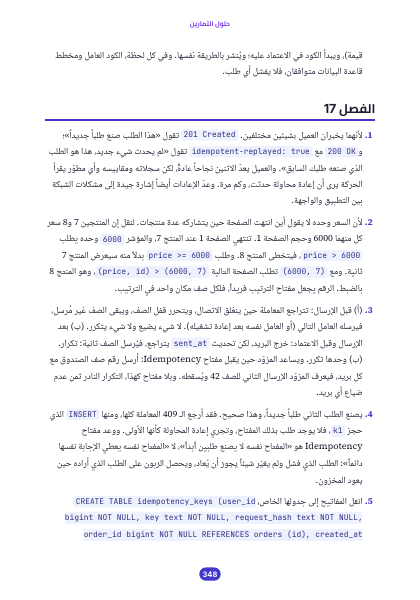 حلول التمارين
قيمة)، ويبدأ الكود في الاعتماد عليه؛ ويُنشر بالطريقة نفسها. وفي كل لحظة، الكود العامل ومخطط
قاعدة البيانات متوافقان، فلا يفشل أي طلب.
الفصل 17
1. لأنهما يخبران العميل بشيئين مختلفين. 201 Created تقول «هذا الطلب صنع طلباً جديداً»؛
و 200 OK مع idempotent-replayed: true تقول «لم يحدث شيء جديد، هذا هو الطلب
الذي صنعه طلبك السابق». والعميل يعدّ الاثنين نجاحاً عادةً، لكن سجلاته ومقاييسه وأي مطوّر يقرأ
الحركة يرى أن إعادة محاولة حدثت، وكم مرة. وعدّ الإعادات أيضاً إشارة جيدة إلى مشكلات الشبكة
بين التطبيق والواجهة.
2. لأن السعر وحده لا يقول أين انتهت الصفحة حين يتشاركه عدة منتجات. لنقل إن المنتجين 7 و8 سعر
كل منهما 6000 وحجم الصفحة 1. تنتهي الصفحة 1 عند المنتج 7، والمؤشر 6000 وحده يطلب
price > 6000 ، فيتخطى المنتج 8. وطلب price >= 6000 بدلاً منه سيعرض المنتج 7
ثانية. ومع (6000, 7) تطلب الصفحة التالية (price, id) > (6000, 7) ، وهو المنتج 8
بالضبط. الرقم يجعل مفتاح الترتيب فريداً، فلكل صف مكان واحد في الترتيب.
3. (أ) قبل الإرسال: تتراجع المعاملة حين ينغلق الاتصال، ويتحرر قفل الصف، ويبقى الصف غير مُرسل،
فيرسله العامل التالي (أو العامل نفسه بعد إعادة تشغيله). لا شيء يضيع ولا شيء يتكرر. (ب) بعد
الإرسال وقبل الاعتماد: خرج البريد، لكن تحديث sent_at يتراجع، فيُرسل الصف ثانية: تكرار.
(ب) وحدها تكرر. ويساعد المزوّد حين يقبل مفتاح Idempotency: أرسل رقم صف الصندوق مع
كل بريد، فيعرف المزوّد الإرسال الثاني للصف 42 ويُسقطه. وبلا مفتاح كهذا، التكرار النادر ثمن عدم
ضياع أي بريد.
4. يصنع الطلب الثاني طلباً جديداً، وهذا صحيح. فقد أرجع الـ 409 المعاملة كلها، ومنها INSERT الذي
حجز k1 ، فلا يوجد طلب بذلك المفتاح، وتجري إعادة المحاولة كأنها الأولى. ووعد مفتاح
Idempotency هو «المفتاح نفسه لا يصنع طلبين أبداً»، لا «المفتاح نفسه يعطي الإجابة نفسها
دائماً»: الطلب الذي فشل ولم يغيّر شيئاً يجوز أن يُعاد، ويحصل الزبون على الطلب الذي أراده حين
يعود المخزون.
5. انقل المفاتيح إلى جدولها الخاص، CREATE TABLE idempotency_keys (user_id
bigint NOT NULL, key text NOT NULL, request_hash text NOT NULL,
order_id bigint NOT NULL REFERENCES orders (id), created_at
348